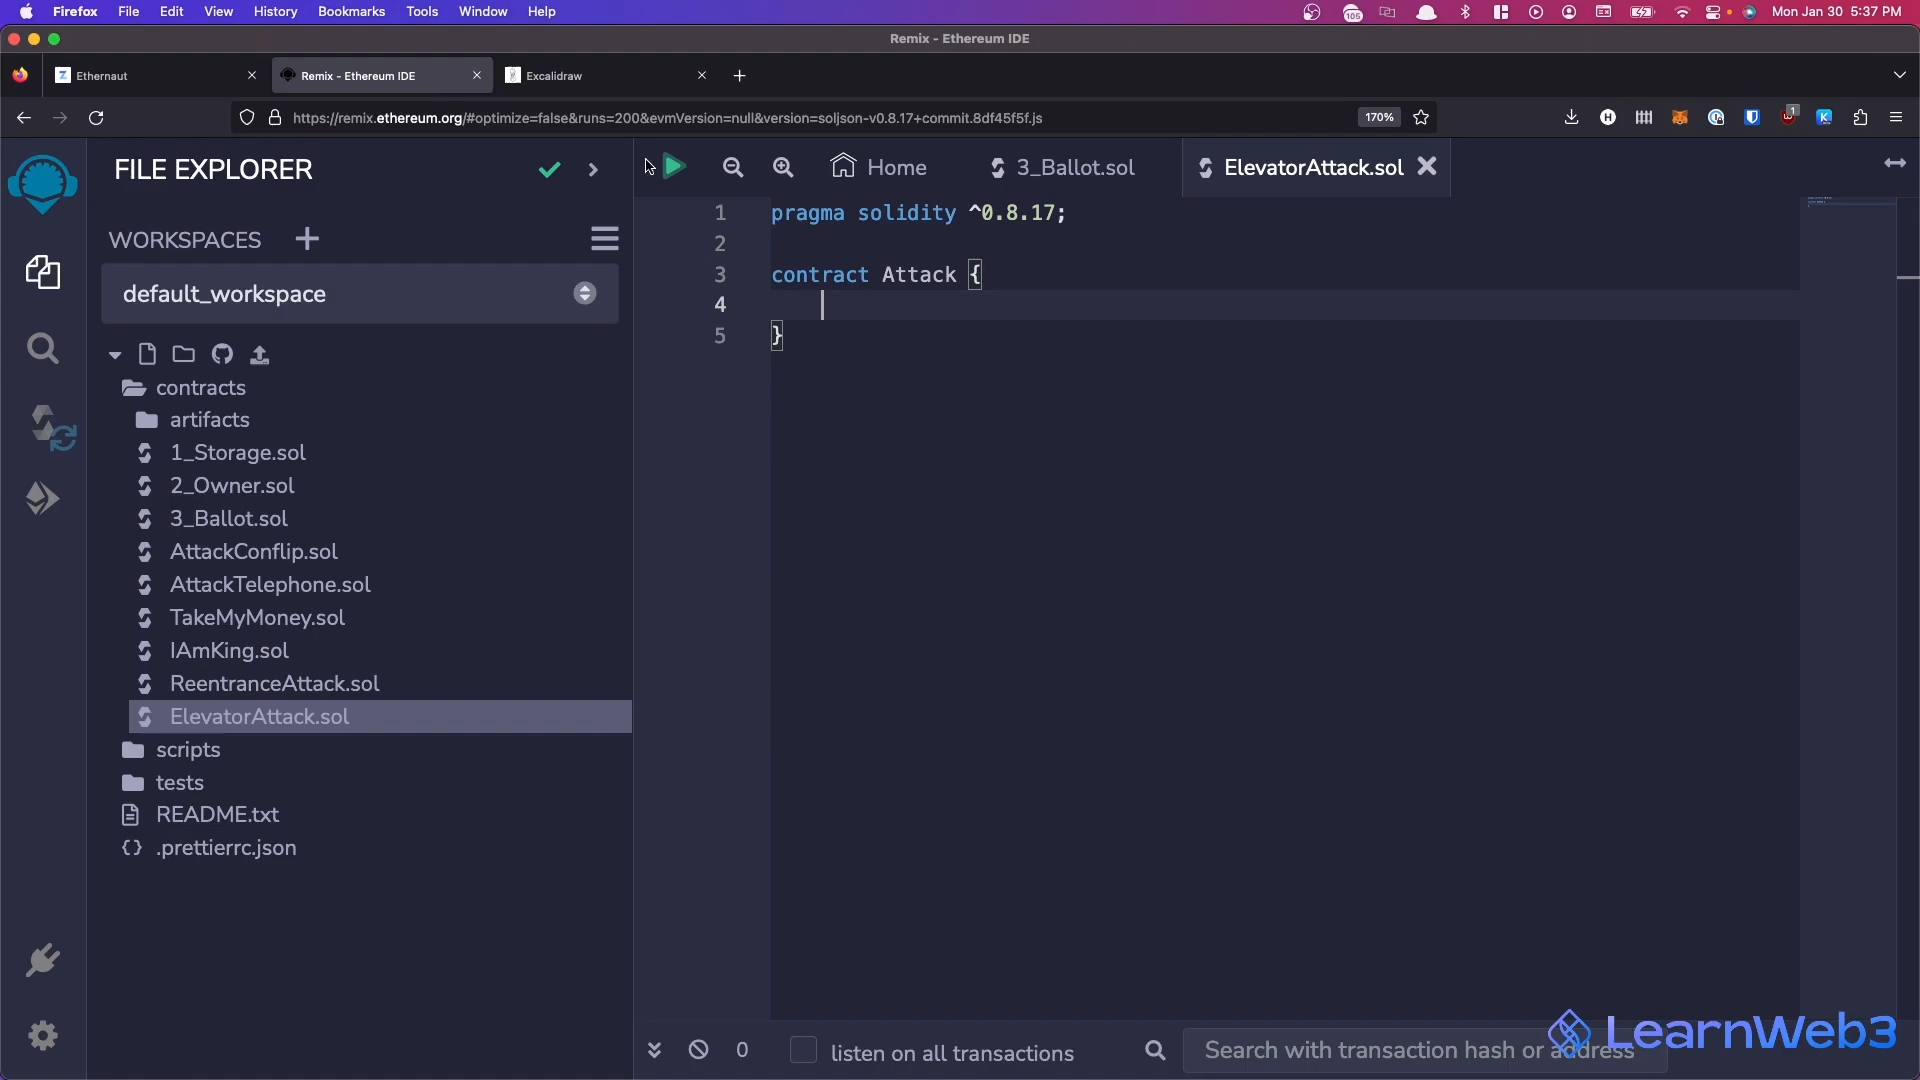 Firefox File Edit View History Bookmarks Tools Window Help 105 Mon Jan 30 5:37 PM
Remix - Ethereum IDE
Ethernaut Remix - Ethereum IDE Excalidraw
https://remix.ethereum.org/#optimize=false&runs=200&evmVersion=null&version=soljson-v0.8.17+commit.8df45f5f.js 170% 1
FILE EXPLORER Home 3_Ballot.sol ElevatorAttack.sol
WORKSPACES
default_workspace
contracts
artifacts
1_Storage.sol
2_Owner.sol
3_Ballot.sol
AttackConflip.sol
AttackTelephone.sol
TakeMyMoney.sol
IAmKing.sol
ReentranceAttack.sol
ElevatorAttack.sol
scripts
tests
README.txt
.prettierrc.json
1 pragma solidity ^0.8.17;
2
3 contract Attack {
4
5 }
0 listen on all transactions Search with transaction hash or address
LearnWeb3